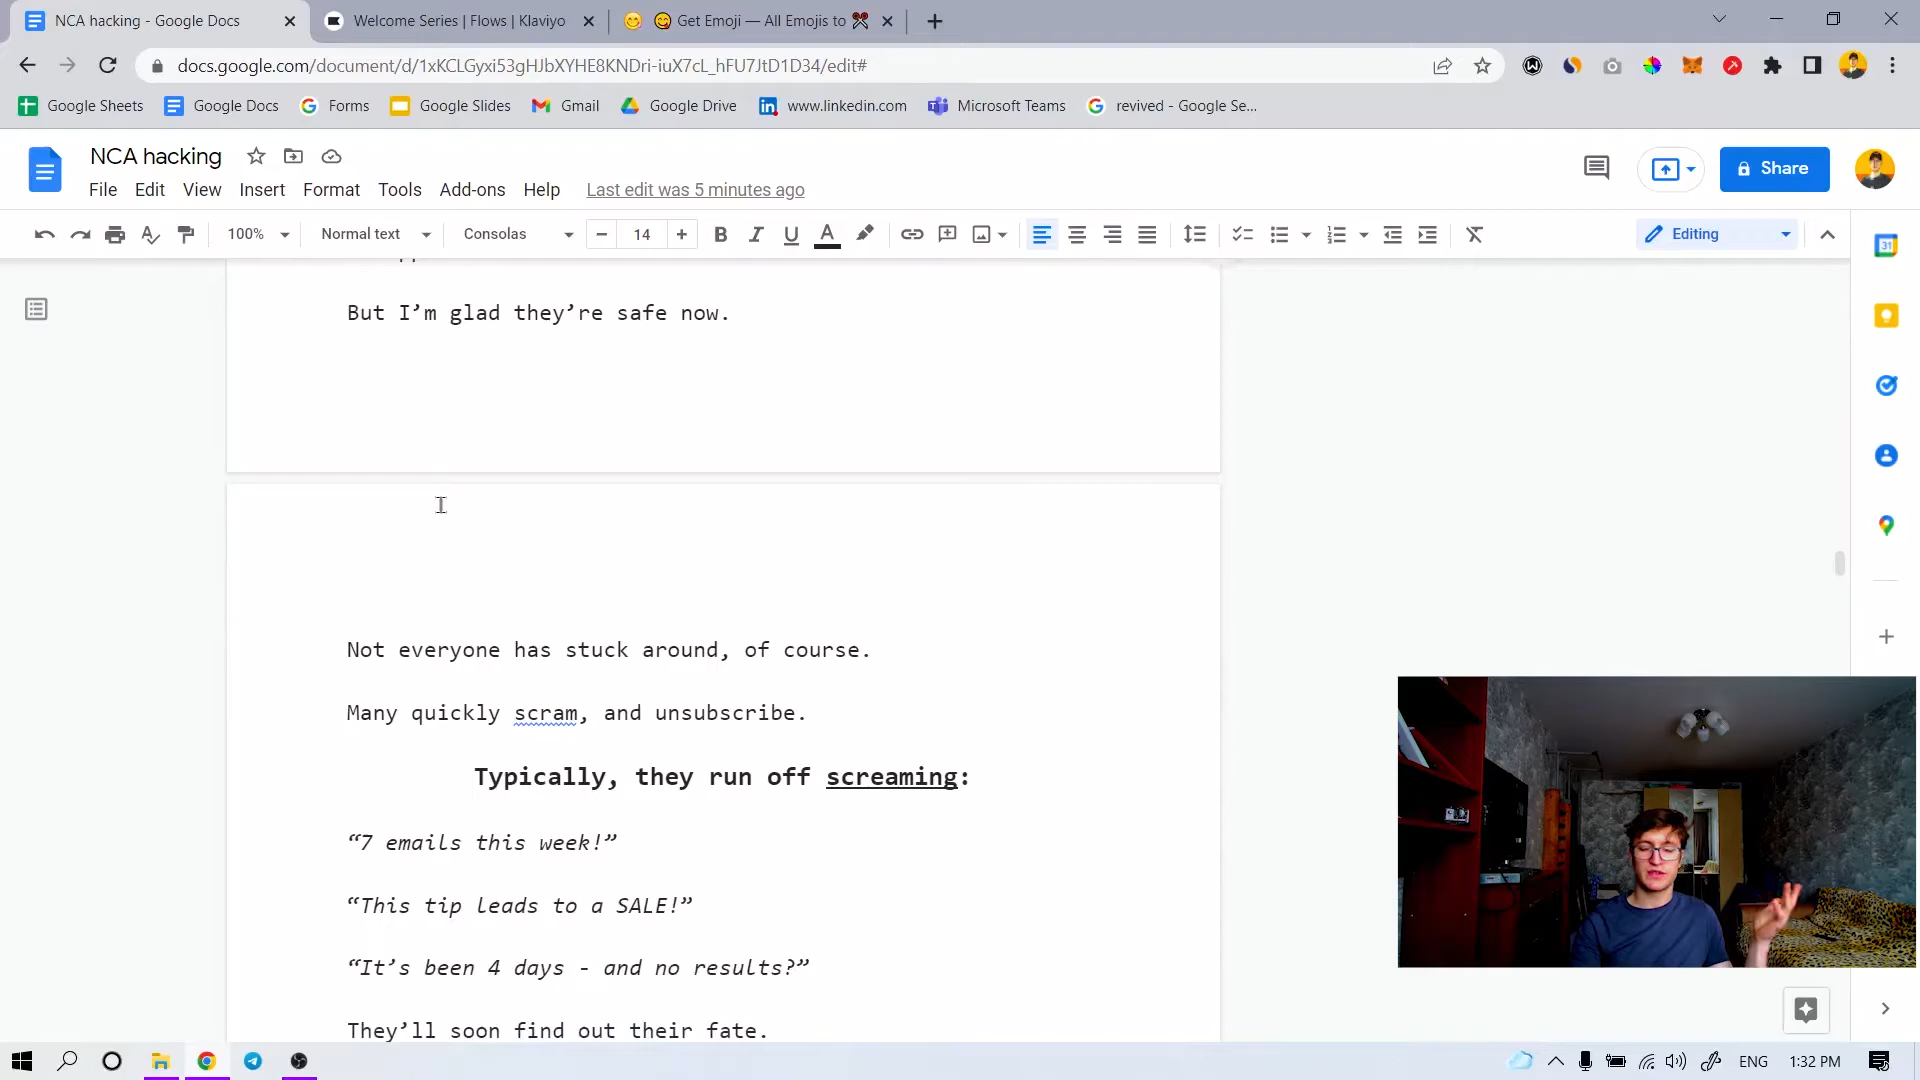 NCA hacking - Google Docs
Welcome Series | Flows | Klaviyo
Get Emoji — All Emojis to
docs.google.com/document/d/1xKCLGyxi53gHJbXYHE8KNDri-iuX7cL_hFU7JtD1D34/edit#
Google Sheets
Google Docs
Forms
Google Slides
Gmail
Google Drive
www.linkedin.com
Microsoft Teams
revived - Google Se...
NCA hacking
File Edit View Insert Format Tools Add-ons Help Last edit was 5 minutes ago
Share
100% Normal text Consolas 14 Editing
But I’m glad they’re safe now.
Not everyone has stuck around, of course.
Many quickly scram, and unsubscribe.
Typically, they run off screaming:
“7 emails this week!”
“This tip leads to a SALE!”
“It’s been 4 days - and no results?”
They’ll soon find out their fate.
ENG 1:32 PM